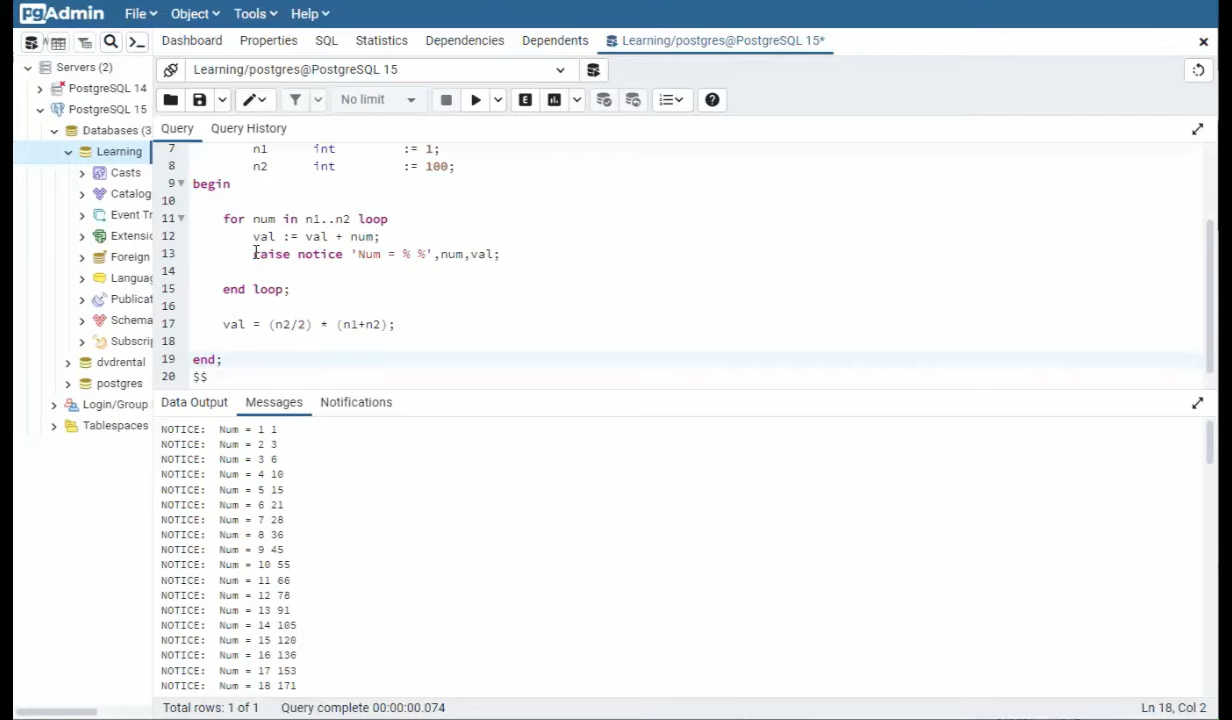 pgAdmin File Object Tools Help
Dashboard Properties SQL Statistics Dependencies Dependents Learning/postgres@PostgreSQL 15*
Servers (2)
PostgreSQL 14
PostgreSQL 15
Databases (3
Learning
Casts
Catalog
Event Tr
Extensio
Foreign
Languag
Publicat
Schema
Subscrip
dvdrental
postgres
Login/Group
Tablespaces
Learning/postgres@PostgreSQL 15
No limit
E
Query Query History
7 n1 int := 1;
8 n2 int := 100;
9 begin
10
11 for num in n1..n2 loop
12 val := val + num;
13 raise notice 'Num = % %',num,val;
14
15 end loop;
16
17 val = (n2/2) * (n1+n2);
18
19 end;
20 $$
Data Output Messages Notifications
NOTICE: Num = 1 1
NOTICE: Num = 2 3
NOTICE: Num = 3 6
NOTICE: Num = 4 10
NOTICE: Num = 5 15
NOTICE: Num = 6 21
NOTICE: Num = 7 28
NOTICE: Num = 8 36
NOTICE: Num = 9 45
NOTICE: Num = 10 55
NOTICE: Num = 11 66
NOTICE: Num = 12 78
NOTICE: Num = 13 91
NOTICE: Num = 14 105
NOTICE: Num = 15 120
NOTICE: Num = 16 136
NOTICE: Num = 17 153
NOTICE: Num = 18 171
Total rows: 1 of 1 Query complete 00:00:00.074 Ln 18, Col 2